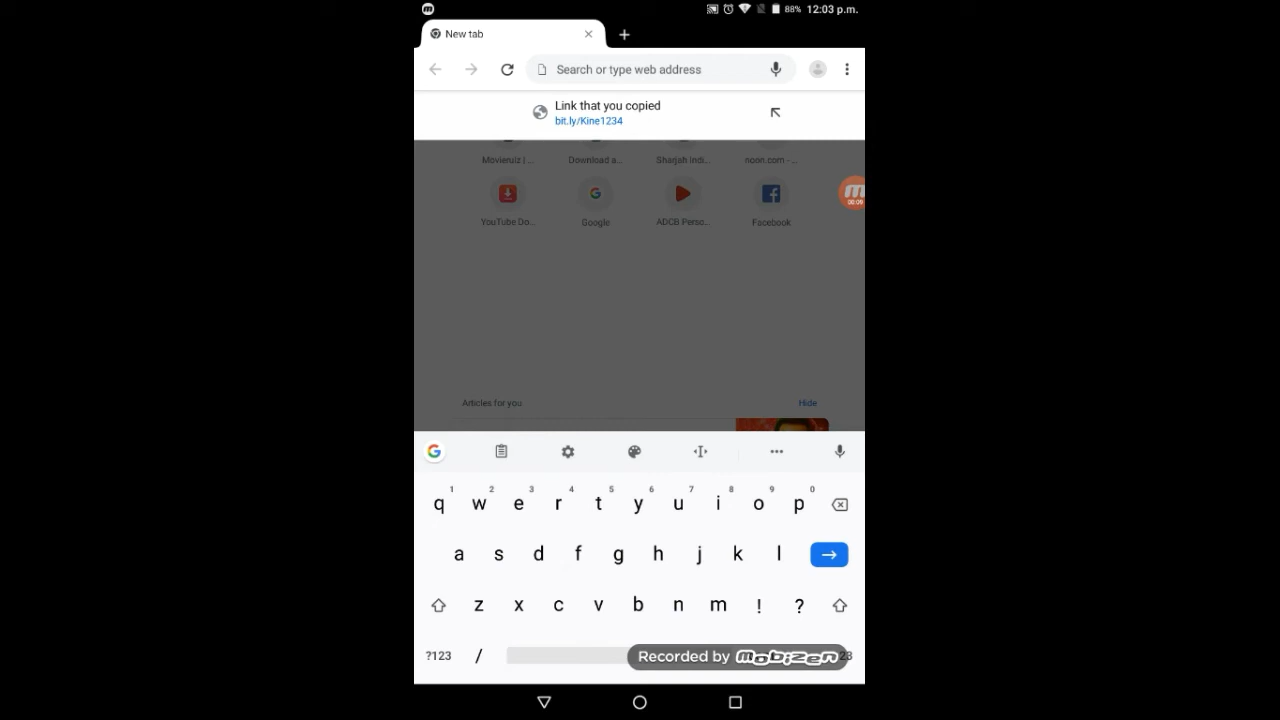 88% 12:03 p.m.
New tab
Search or type web address
Link that you copied
bit.ly/Kine1234
Movierulz | ... Download a... Sharjah Indi... noon.com - ...
YouTube Do... Google ADCB Perso... Facebook
00:09
Articles for you
Hide
1 2 3 4 5 6 7 8 9 0
q w e r t y u i o p
a s d f g h j k l
z x c v b n m ! ?
?123 /
Recorded by mobizen